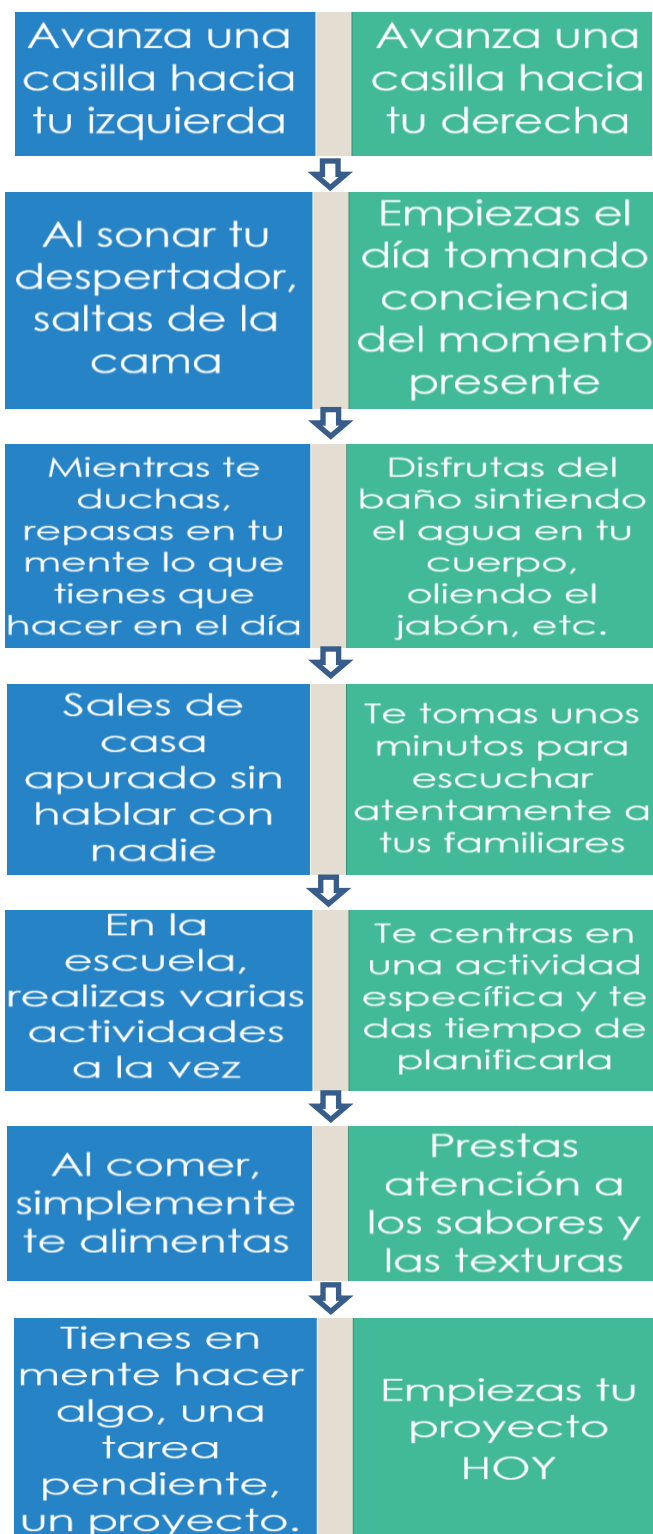 Avanza una
casilla hacia
tu izquierda
Avanza una
casilla hacia
tu derecha
Al sonar tu
despertador,
saltas de la
cama
Empiezas el
día tomando
conciencia
del momento
presente
Mientras te
duchas,
repasas en tu
mente lo que
tienes que
hacer en el día
Disfrutas del
baño sintiendo
el agua en tu
cuerpo,
oliendo el
jabón, etc.
Sales de
casa
apurado sin
hablar con
nadie
Te tomas unos
minutos para
escuchar
atentamente a
tus familiares
En la
escuela,
realizas varias
actividades
a la vez
Te centras en
una actividad
específica y te
das tiempo de
planificarla
Al comer,
simplemente
te alimentas
Prestas
atención a
los sabores y
las texturas
Tienes en
mente hacer
algo, una
tarea
pendiente,
un proyecto.
Empiezas tu
proyecto
HOY